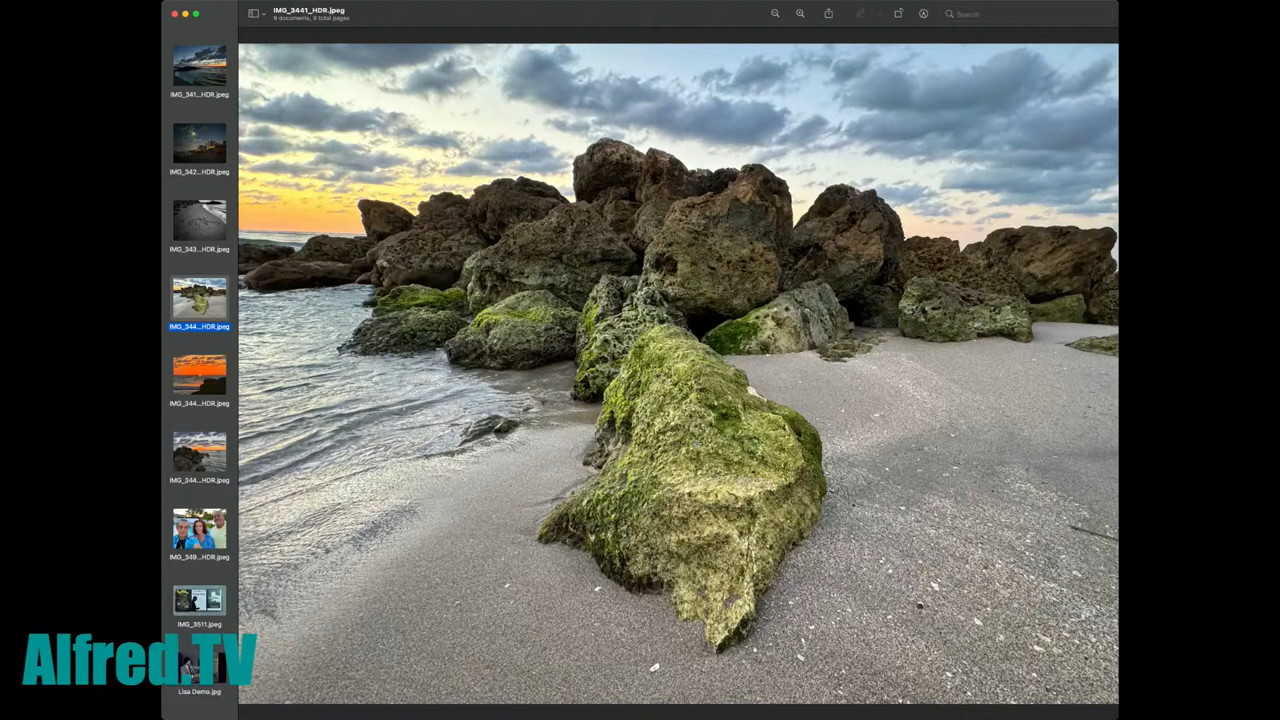 IMG_3441_HDR.jpeg
9 documents, 9 total pages
Search
IMG_341...HDR.jpeg
IMG_342...HDR.jpeg
IMG_343...HDR.jpeg
IMG_344...HDR.jpeg
IMG_344...HDR.jpeg
IMG_344...HDR.jpeg
IMG_349...HDR.jpeg
IMG_3511.jpeg
Alfred.TV
Lisa Demo.jpg